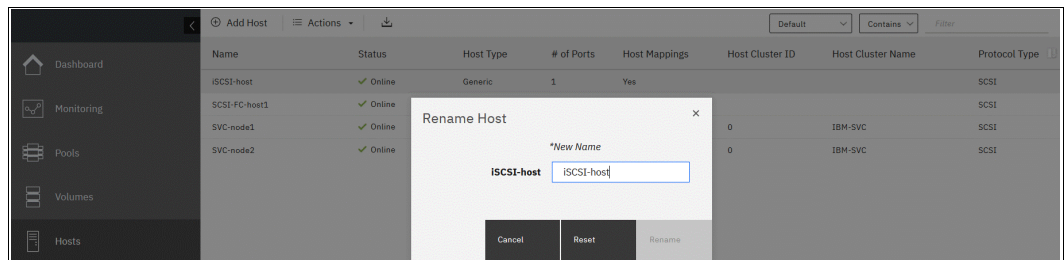 Add Host Actions Default Contains Filter
Name Status Host Type # of Ports Host Mappings Host Cluster ID Host Cluster Name Protocol Type
Dashboard
Monitoring
Pools
Volumes
Hosts
iSCSI-host Online Generic 1 Yes SCSI
SCSI-FC-host1 Online SCSI
SVC-node1 Online 0 IBM-SVC SCSI
SVC-node2 Online 0 IBM-SVC SCSI
Rename Host
*New Name
iSCSI-host iSCSI-host
Cancel Reset Rename